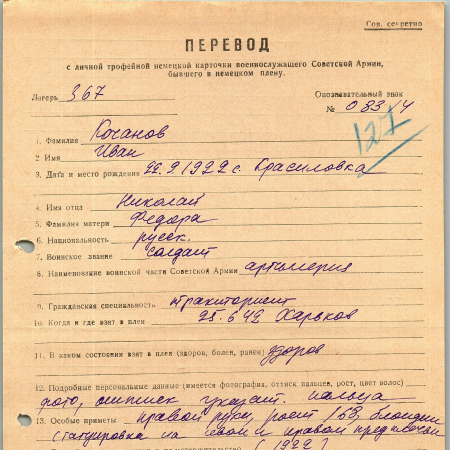 Сов. секретно
ПЕРЕВОД
с личной трофейной немецкой карточки военнослужащего Советской Армии,
бывшего в немецком плену.
Лагерь 367
Опознавательный знак
№ 083/4
127
1. Фамилия Кочанов
2 Имя Иван
3. Дата и место рождения 22.9.1922 с. Красиловка
4. Имя отца Николай
5. Фамилия матери Федора
6. Национальность русск.
7. Воинское звание солдат
8. Наименование воинской части Советской Армии артиллерия
9. Гражданская специальность тракторист
10. Когда и где взят в плен 25.6.42 Харьков
11. В каком состоянии взят в плен (здоров, болен, ранен) здоров
12. Подробные персональные данные (имеется фотография, оттиск пальцев, рост, цвет волос)
фото, оттиск указат. пальца
13. Особые приметы правой руки, рост 168, блондин
татуировка на левой и правой предплечьи
(1922)